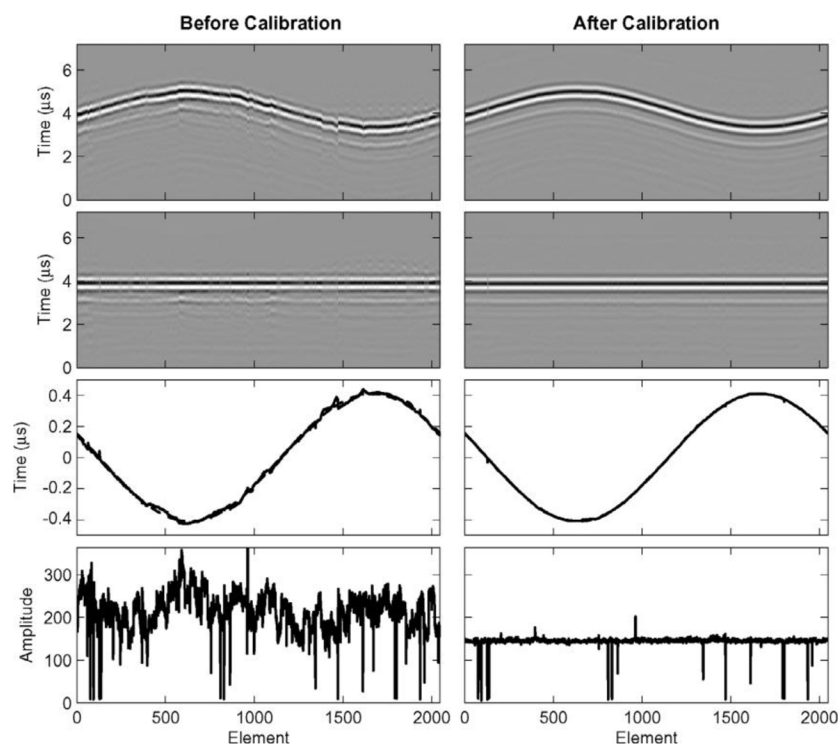 Before Calibration
After Calibration
Time (μs)
6
4
2
0
Time (μs)
6
4
2
0
Time (μs)
0.4
0.2
0
-0.2
-0.4
Amplitude
300
200
100
0
0 500 1000 1500 2000
Element
0 500 1000 1500 2000
Element